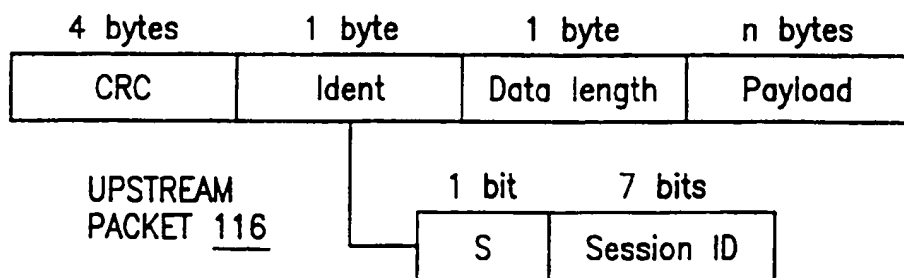 4 bytes 1 byte 1 byte n bytes
CRC Ident Data length Payload
UPSTREAM
PACKET 116
1 bit 7 bits
S Session ID